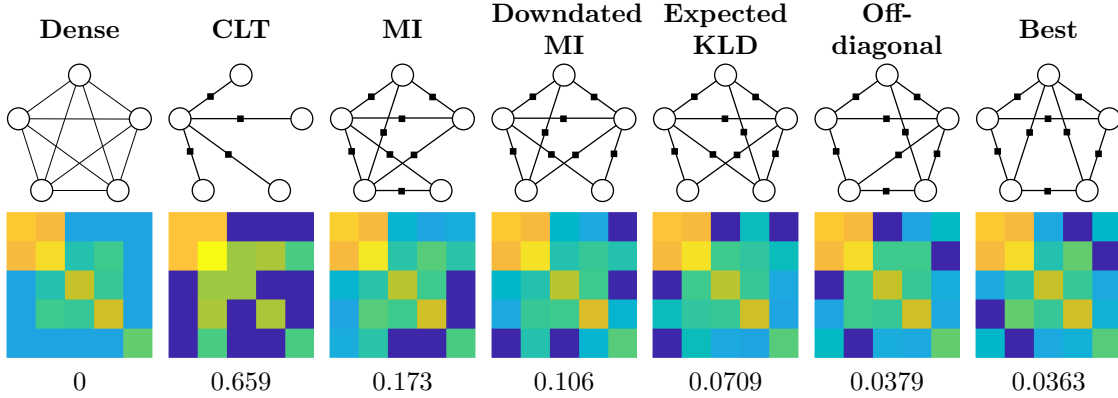 Dense
CLT
MI
Downdated
MI
Expected
KLD
Off-
diagonal
Best
0
0.659
0.173
0.106
0.0709
0.0379
0.0363